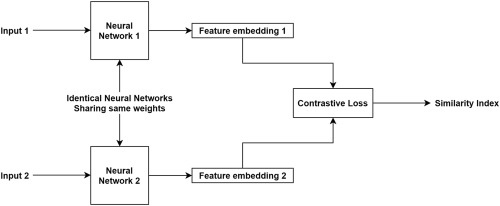 Input 1
Neural
Network 1
Feature embedding 1
Identical Neural Networks
Sharing same weights
Contrastive Loss
Similarity Index
Input 2
Neural
Network 2
Feature embedding 2